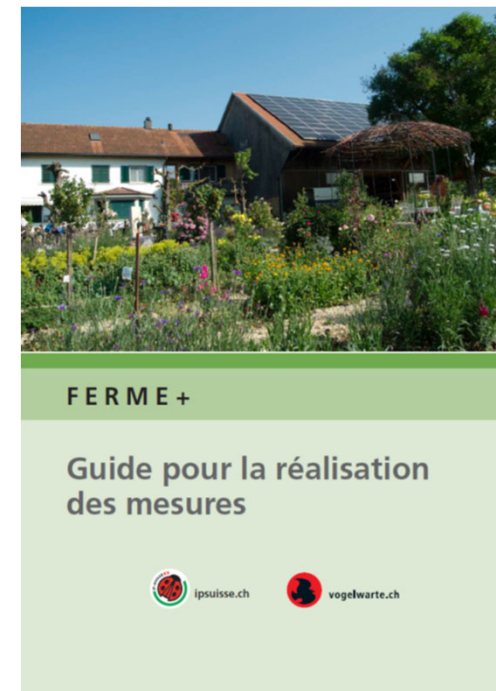 FERME+
Guide pour la réalisation
des mesures
ipsuisse.ch
vogelwarte.ch